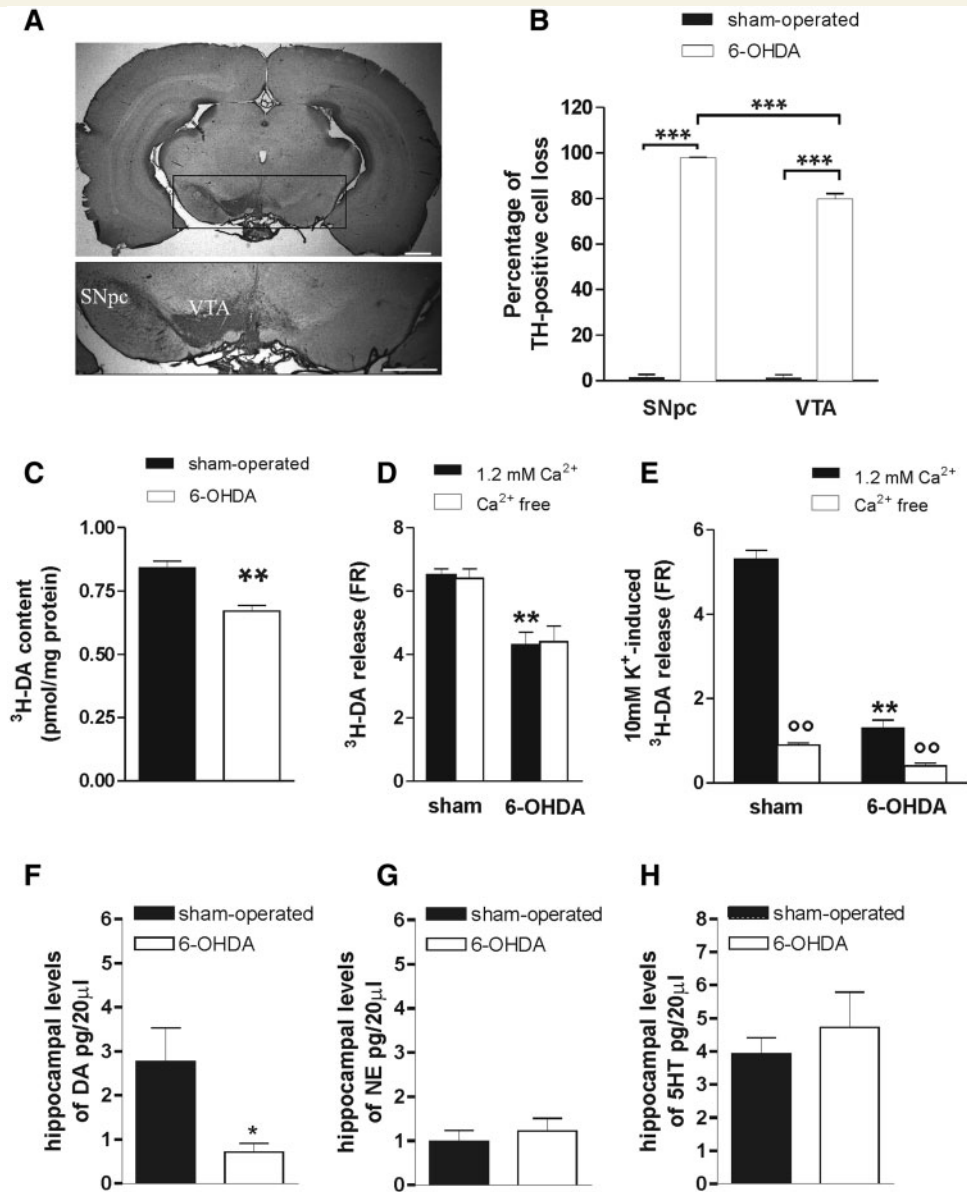 A
SNpc
VTA
B
sham-operated
6-OHDA
Percentage of
TH-positive cell loss
120
100
80
60
40
20
0
***
***
***
SNpc VTA
C
sham-operated
6-OHDA
³H-DA content
(pmol/mg protein)
1.00
0.75
0.50
0.25
0.00
**
D
1.2 mM Ca²⁺
Ca²⁺ free
³H-DA release (FR)
8
6
4
2
0
**
sham 6-OHDA
E
1.2 mM Ca²⁺
Ca²⁺ free
10mM K⁺-induced
³H-DA release (FR)
6
4
2
0
oo
**
oo
sham 6-OHDA
F
sham-operated
6-OHDA
hippocampal levels
of DA pg/20µl
6
5
4
3
2
1
0
*
G
sham-operated
6-OHDA
hippocampal levels
of NE pg/20µl
6
5
4
3
2
1
0
H
sham-operated
6-OHDA
hippocampal levels
of 5HT pg/20µl
8
7
6
5
4
3
2
1
0